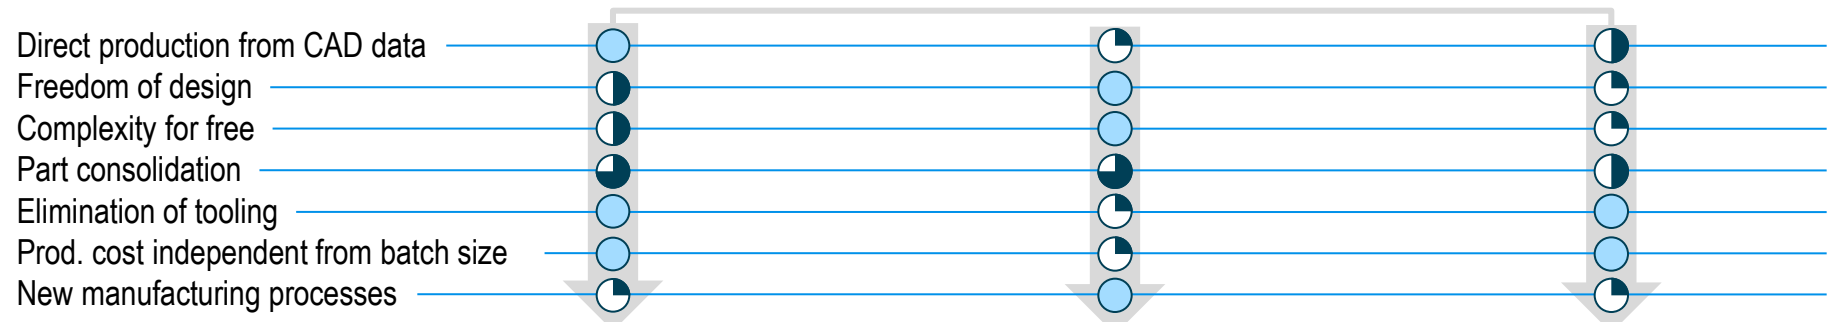 Direct production from CAD data
Freedom of design
Complexity for free
Part consolidation
Elimination of tooling
Prod. cost independent from batch size
New manufacturing processes